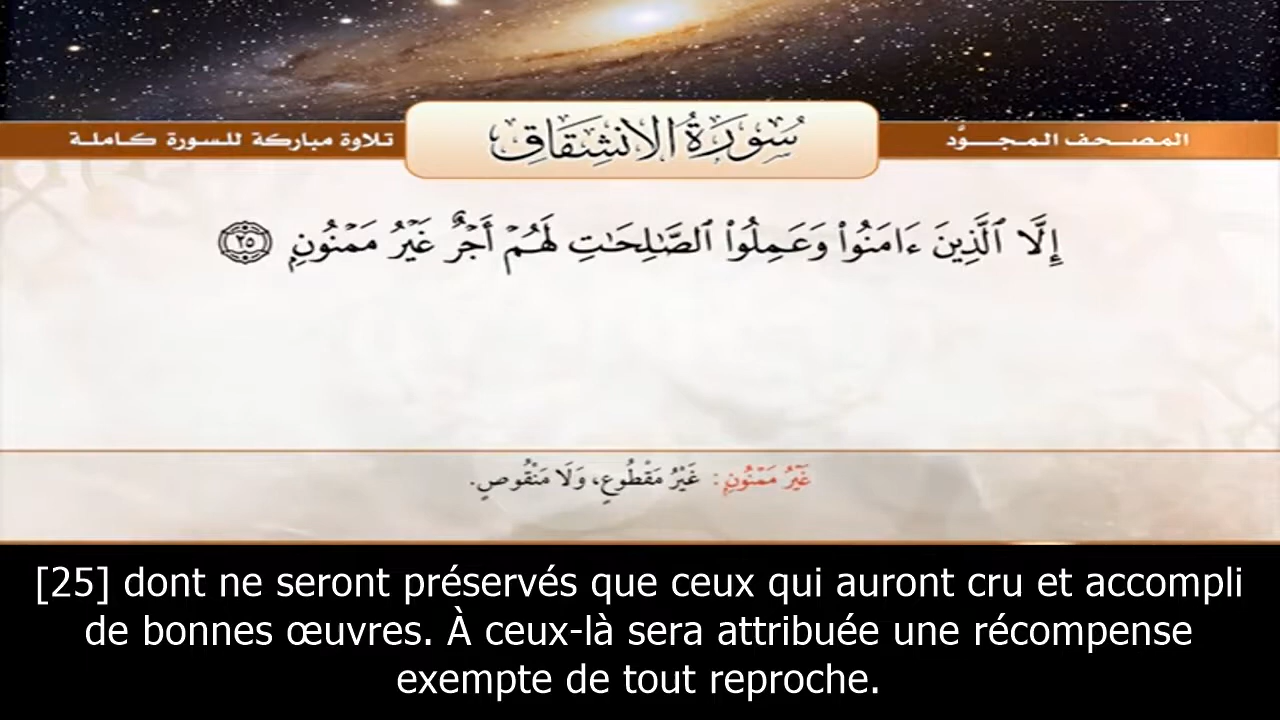 المصحف المجوَّد
سُورَةُ الانشِقَاقِ
تلاوة مباركة للسورة كاملة
إِلَّا ٱلَّذِينَ ءَامَنُوا۟ وَعَمِلُوا۟ ٱلصَّـٰلِحَـٰتِ لَهُمْ أَجْرٌ غَيْرُ مَمْنُونٍۭ ٢٥
غَيْرُ مَمْنُونٍ: غَيْرُ مَقْطُوعٍ، وَلَا مَنْقُوصٍ.
[25] dont ne seront préservés que ceux qui auront cru et accompli
de bonnes œuvres. À ceux-là sera attribuée une récompense
exempte de tout reproche.